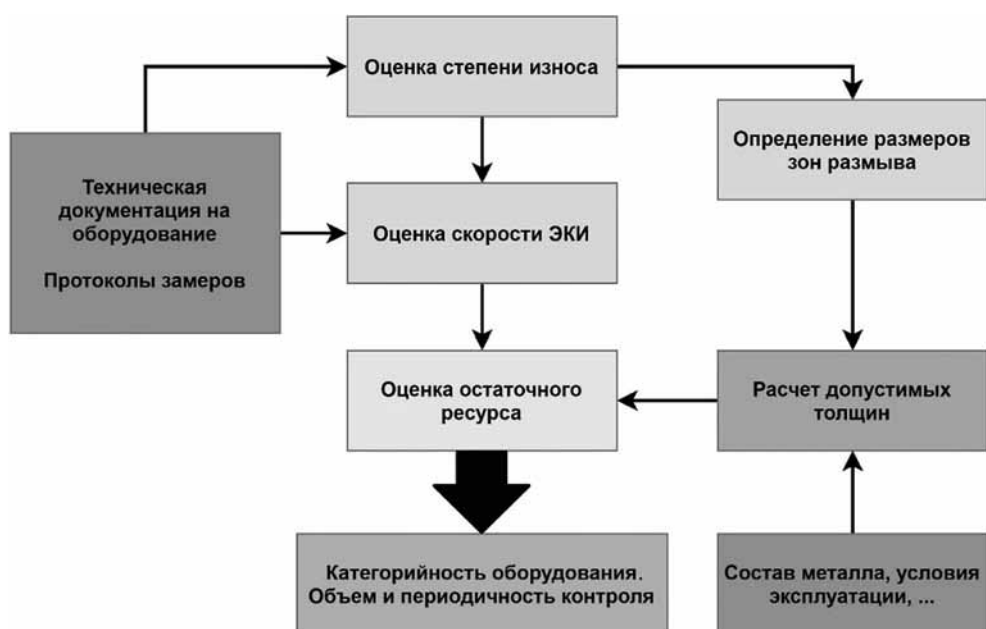 Оценка степени износа
Определение размеров
зон размыва
Техническая
документация на
оборудование
Протоколы замеров
Оценка скорости ЭКИ
Оценка остаточного
ресурса
Расчет допустимых
толщин
Категорийность оборудования.
Объем и периодичность контроля
Состав металла, условия
эксплуатации, ...